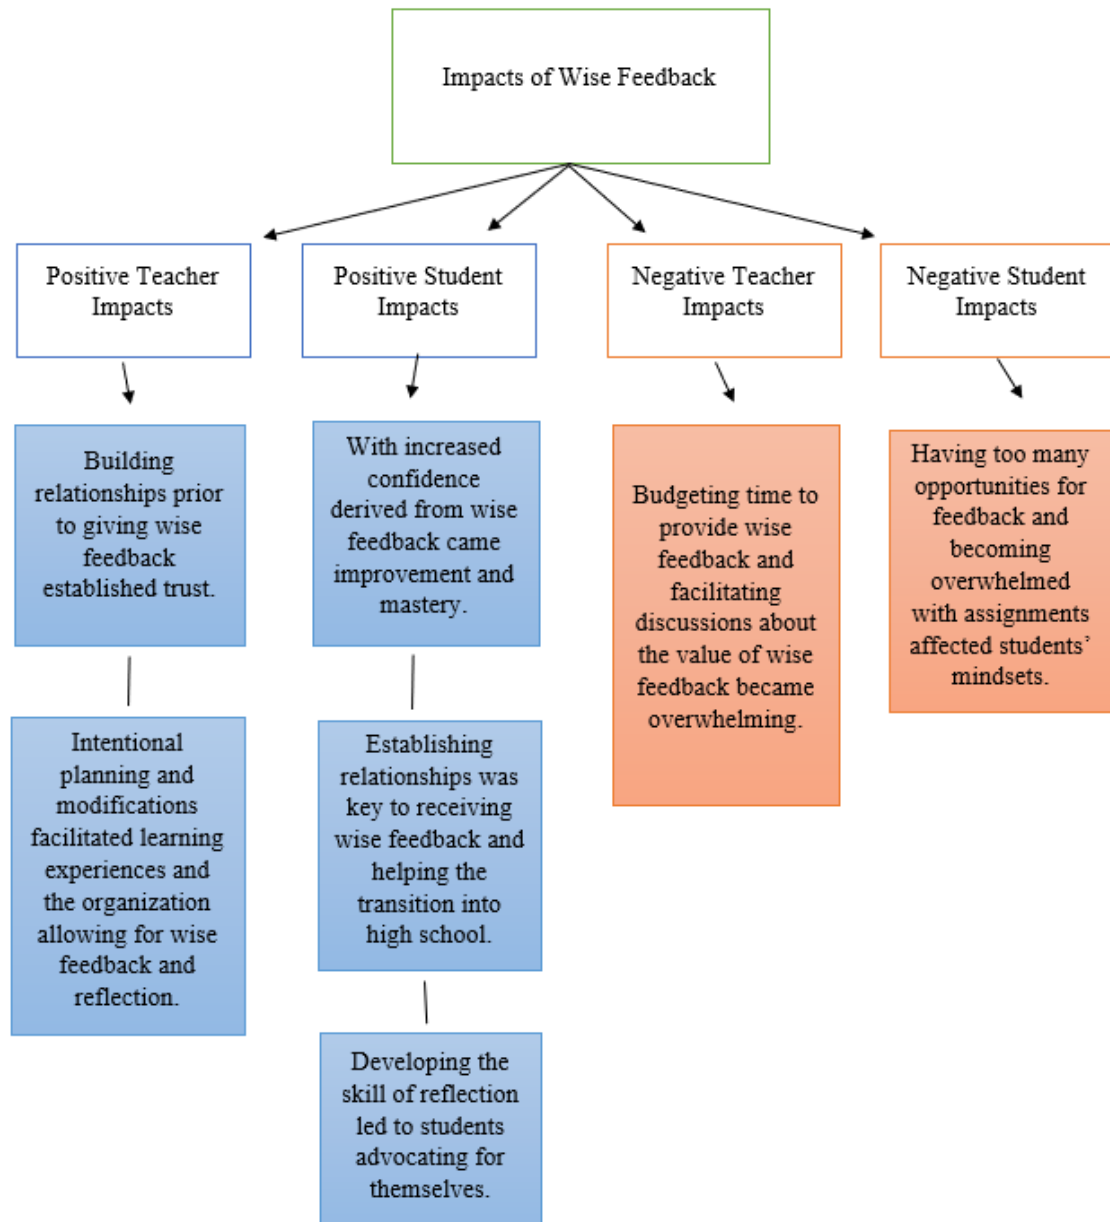 Impacts of Wise Feedback
Positive Teacher
Impacts
Positive Student
Impacts
Negative Teacher
Impacts
Negative Student
Impacts
Building
relationships prior
to giving wise
feedback
established trust.
Intentional
planning and
modifications
facilitated learning
experiences and
the organization
allowing for wise
feedback and
reflection.
With increased
confidence
derived from wise
feedback came
improvement and
mastery.
Establishing
relationships was
key to receiving
wise feedback and
helping the
transition into
high school.
Developing the
skill of reflection
led to students
advocating for
themselves.
Budgeting time to
provide wise
feedback and
facilitating
discussions about
the value of wise
feedback became
overwhelming.
Having too many
opportunities for
feedback and
becoming
overwhelmed
with assignments
affected students’
mindsets.